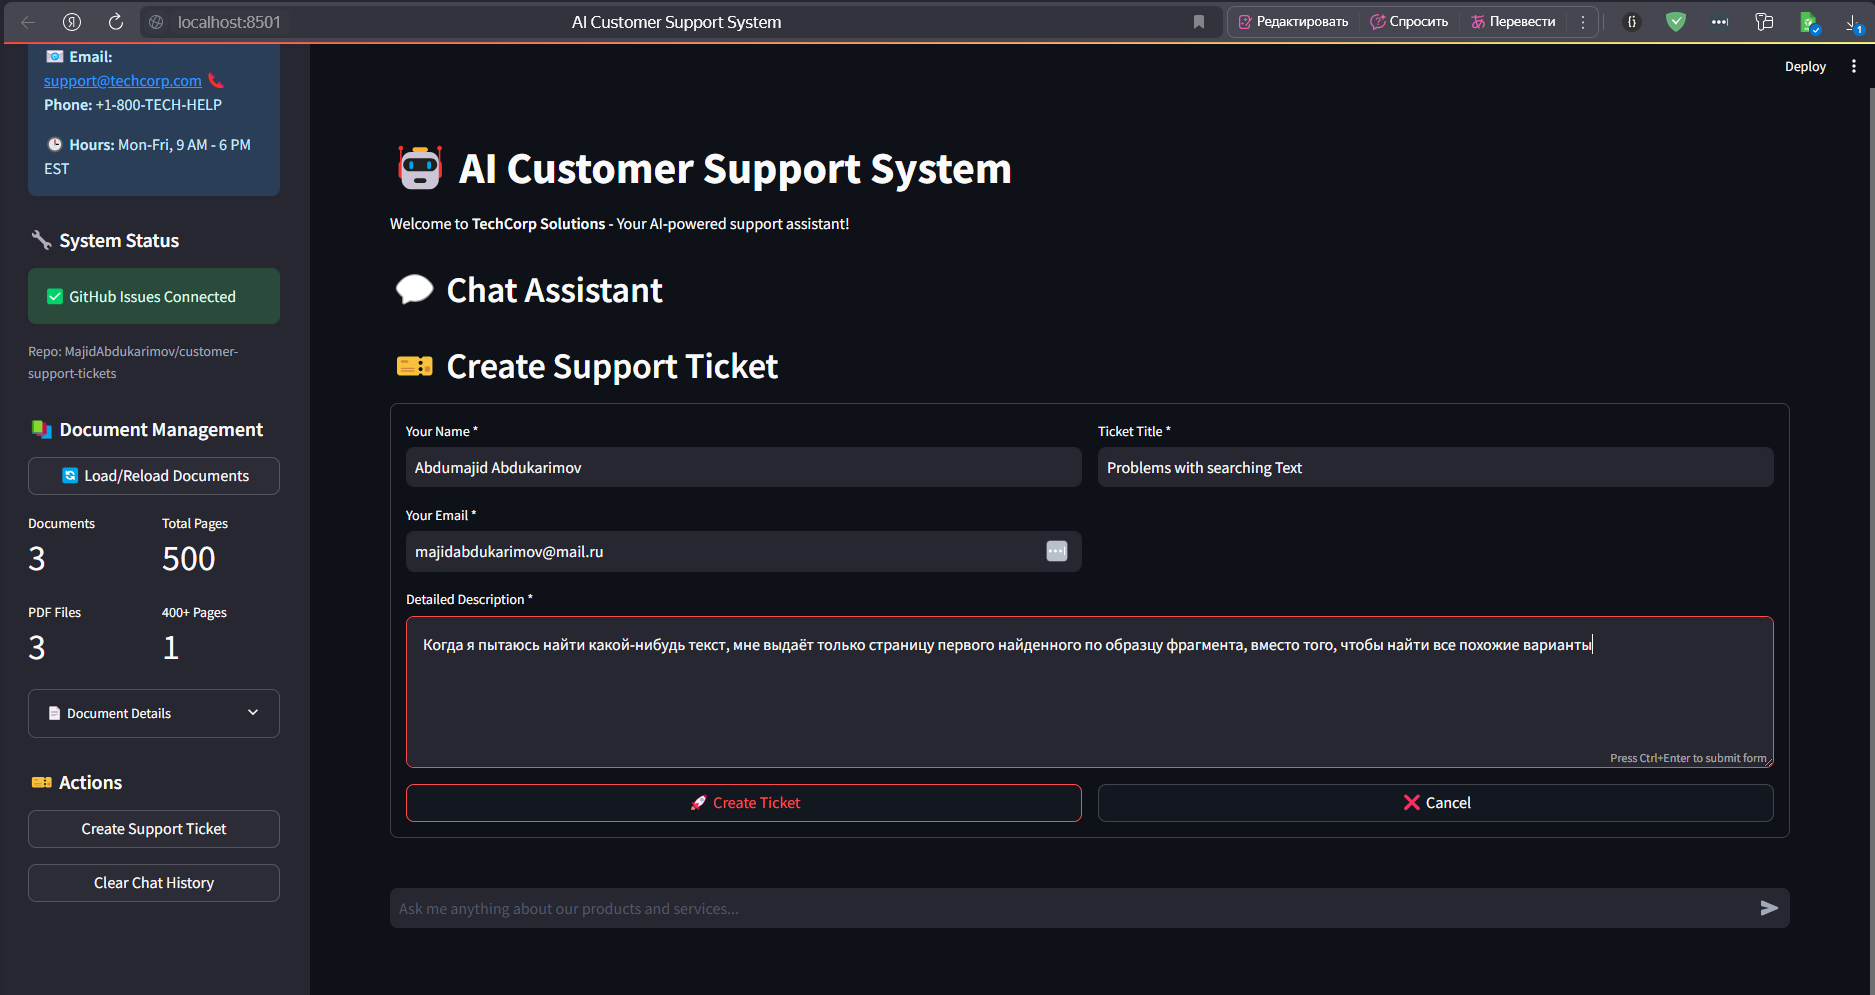 localhost:8501
AI Customer Support System
Редактировать
Спросить
Перевести
Email:
support@techcorp.com
Phone: +1-800-TECH-HELP
Hours: Mon-Fri, 9 AM - 6 PM
EST
System Status
GitHub Issues Connected
Repo: MajidAbdukarimov/customer-
support-tickets
Document Management
Load/Reload Documents
Documents
Total Pages
3
500
PDF Files
400+ Pages
3
1
Document Details
Actions
Create Support Ticket
Clear Chat History
Deploy
AI Customer Support System
Welcome to TechCorp Solutions - Your AI-powered support assistant!
Chat Assistant
Create Support Ticket
Your Name *
Ticket Title *
Abdumajid Abdukarimov
Problems with searching Text
Your Email *
majidabdukarimov@mail.ru
Detailed Description *
Когда я пытаюсь найти какой-нибудь текст, мне выдаёт только страницу первого найденного по образцу фрагмента, вместо того, чтобы найти все похожие варианты
Press Ctrl+Enter to submit form
Create Ticket
Cancel
Ask me anything about our products and services...